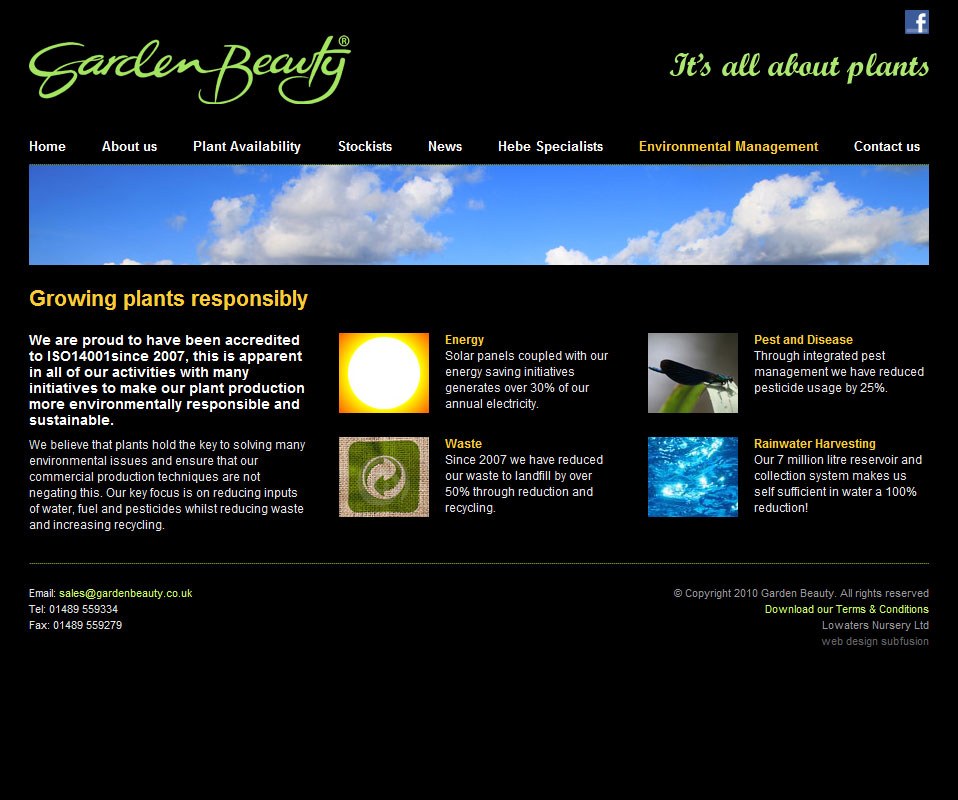 Garden Beauty®
It's all about plants
Home About us Plant Availability Stockists News Hebe Specialists Environmental Management Contact us
Growing plants responsibly
We are proud to have been accredited
to ISO14001since 2007, this is apparent
in all of our activities with many
initiatives to make our plant production
more environmentally responsible and
sustainable.
We believe that plants hold the key to solving many
environmental issues and ensure that our
commercial production techniques are not
negating this. Our key focus is on reducing inputs
of water, fuel and pesticides whilst reducing waste
and increasing recycling.
Energy
Solar panels coupled with our
energy saving initiatives
generates over 30% of our
annual electricity.
Pest and Disease
Through integrated pest
management we have reduced
pesticide usage by 25%.
Waste
Since 2007 we have reduced
our waste to landfill by over
50% through reduction and
recycling.
Rainwater Harvesting
Our 7 million litre reservoir and
collection system makes us
self sufficient in water a 100%
reduction!
Email: sales@gardenbeauty.co.uk
Tel: 01489 559334
Fax: 01489 559279
© Copyright 2010 Garden Beauty. All rights reserved
Download our Terms & Conditions
Lowaters Nursery Ltd
web design subfusion